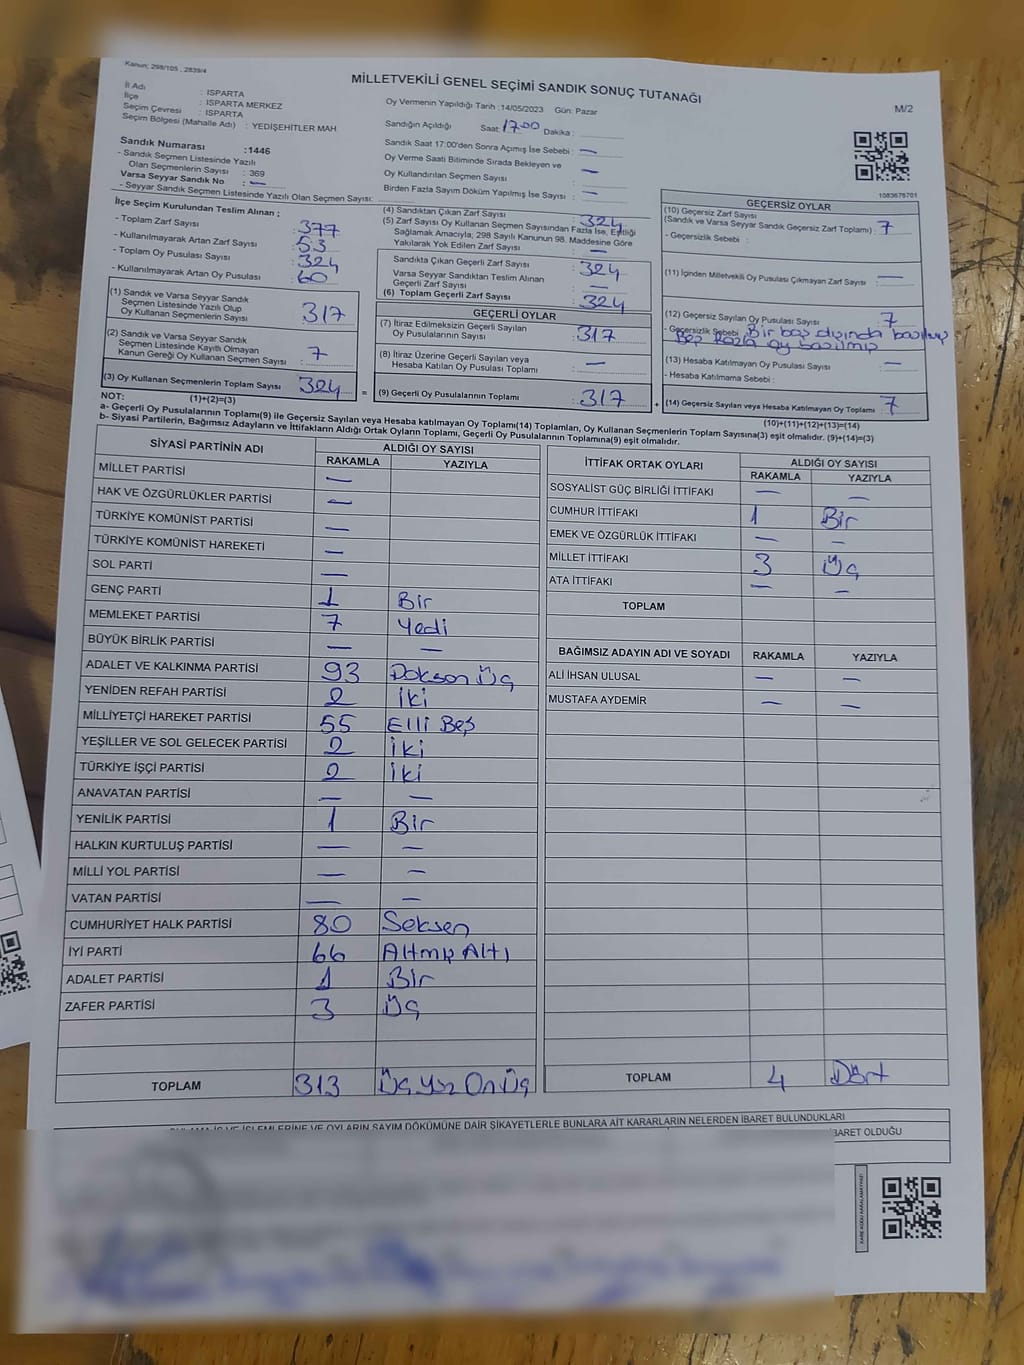 Kanun; 298/105 , 2839/4
MİLLETVEKİLİ GENEL SEÇİMİ SANDIK SONUÇ TUTANAĞI
M/2
İl Adı : ISPARTA
İlçe : ISPARTA MERKEZ
Seçim Çevresi : ISPARTA
Seçim Bölgesi (Mahalle Adı) : YEDİŞEHİTLER MAH
Sandık Numarası :1446
- Sandık Seçmen Listesinde Yazılı
Olan Seçmenlerin Sayısı : 369
Varsa Seyyar Sandık No : —
- Seyyar Sandık Seçmen Listesinde Yazılı Olan Seçmen Sayısı:
Oy Vermenin Yapıldığı Tarih :14/05/2023 Gün: Pazar
Sandığın Açıldığı Saat: 17.00 Dakika :
Sandık Saat 17:00'den Sonra Açımış İse Sebebi : —
Oy Verme Saati Bitiminde Sırada Bekleyen ve
Oy Kullandırılan Seçmen Sayısı : —
Birden Fazla Sayım Döküm Yapılmış İse Sayısı : —
1083676701
İlçe Seçim Kurulundan Teslim Alınan ;
- Toplam Zarf Sayısı : 377
- Kullanılmayarak Artan Zarf Sayısı : 53
- Toplam Oy Pusulası Sayısı : 324
- Kullanılmayarak Artan Oy Pusulası : 60
(1) Sandık ve Varsa Seyyar Sandık
Seçmen Listesinde Yazılı Olup
Oy Kullanan Seçmenlerin Sayısı : 317
(2) Sandık ve Varsa Seyyar Sandık
Seçmen Listesinde Kayıtlı Olmayan
Kanun Gereği Oy Kullanan Seçmen Sayısı : 7
(3) Oy Kullanan Seçmenlerin Toplam Sayısı : 324
(4) Sandıktan Çıkan Zarf Sayısı : 324
(5) Zarf Sayısı Oy Kullanan Seçmen Sayısından Fazla İse, Eşitliği
Sağlamak Amacıyla, 298 Sayılı Kanunun 98. Maddesine Göre
Yakılarak Yok Edilen Zarf Sayısı : —
Sandıkta Çıkan Geçerli Zarf Sayısı : 324
Varsa Seyyar Sandıktan Teslim Alınan
Geçerli Zarf Sayısı : —
(6) Toplam Geçerli Zarf Sayısı : 324
GEÇERLİ OYLAR
(7) İtiraz Edilmeksizin Geçerli Sayılan
Oy Pusulalarının Sayısı : 317
(8) İtiraz Üzerine Geçerli Sayılan veya
Hesaba Katılan Oy Pusulası Toplamı : —
= (9) Geçerli Oy Pusulalarının Toplamı : 317
GEÇERSİZ OYLAR
(10) Geçersiz Zarf Sayısı
(Sandık ve Varsa Seyyar Sandık Geçersiz Zarf Toplamı) : 7
- Geçersizlik Sebebi :
(11) İçinden Milletvekili Oy Pusulası Çıkmayan Zarf Sayısı : —
(12) Geçersiz Sayılan Oy Pusulası Sayısı : 7
- Geçersizlik Sebebi : Bir boş dışında basılmış
Beş fazla oy basılmış
(13) Hesaba Katılmayan Oy Pusulası Sayısı : —
- Hesaba Katılmama Sebebi :
+ (14) Geçersiz Sayılan veya Hesaba Katılmayan Oy Toplamı : 7
NOT: (1)+(2)=(3)
(10)+(11)+(12)+(13)=(14)
a- Geçerli Oy Pusulalarının Toplamı(9) ile Geçersiz Sayılan veya Hesaba katılmayan Oy Toplamı(14) Toplamları, Oy Kullanan Seçmenlerin Toplam Sayısına(3) eşit olmalıdır. (9)+(14)=(3)
b- Siyasi Partilerin, Bağımsız Adayların ve İttifakların Aldığı Ortak Oyların Toplamı, Geçerli Oy Pusulalarının Toplamına(9) eşit olmalıdır.
SİYASİ PARTİNİN ADI ALDIĞI OY SAYISI
RAKAMLA YAZIYLA
MİLLET PARTİSİ —
HAK VE ÖZGÜRLÜKLER PARTİSİ —
TÜRKİYE KOMÜNİST PARTİSİ —
TÜRKİYE KOMÜNİST HAREKETİ —
SOL PARTİ —
GENÇ PARTİ 1 Bir
MEMLEKET PARTİSİ 7 Yedi
BÜYÜK BİRLİK PARTİSİ — —
ADALET VE KALKINMA PARTİSİ 93 Doksan Üç
YENİDEN REFAH PARTİSİ 2 İki
MİLLİYETÇİ HAREKET PARTİSİ 55 Elli Beş
YEŞİLLER VE SOL GELECEK PARTİSİ 2 İki
TÜRKİYE İŞÇİ PARTİSİ 2 İki
ANAVATAN PARTİSİ — —
YENİLİK PARTİSİ 1 Bir
HALKIN KURTULUŞ PARTİSİ — —
MİLLİ YOL PARTİSİ — —
VATAN PARTİSİ — —
CUMHURİYET HALK PARTİSİ 80 Seksen
İYİ PARTİ 66 Altmış Altı
ADALET PARTİSİ 1 Bir
ZAFER PARTİSİ 3 Üç
TOPLAM 313 Üç Yüz On Üç
İTTİFAK ORTAK OYLARI ALDIĞI OY SAYISI
RAKAMLA YAZIYLA
SOSYALİST GÜÇ BİRLİĞİ İTTİFAKI — —
CUMHUR İTTİFAKI 1 Bir
EMEK VE ÖZGÜRLÜK İTTİFAKI — —
MİLLET İTTİFAKI 3 Üç
ATA İTTİFAKI — —
TOPLAM
BAĞIMSIZ ADAYIN ADI VE SOYADI RAKAMLA YAZIYLA
ALİ İHSAN ULUSAL — —
MUSTAFA AYDEMİR — —
TOPLAM 4 Dört
İŞLEMLERİNE VE OYLARIN SAYIM DÖKÜMÜNE DAİR ŞİKAYETLERLE BUNLARA AİT KARARLARIN NELERDEN İBARET BULUNDUKLARI
İBARET OLDUĞU